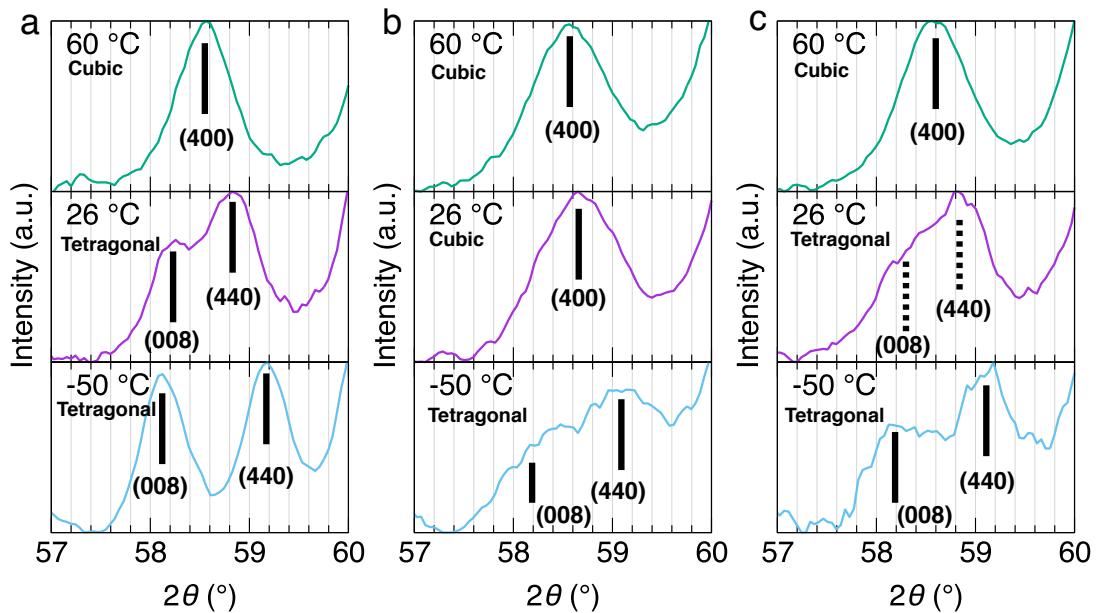 a
60 °C
Cubic
(400)
26 °C
Tetragonal
(008)
(440)
-50 °C
Tetragonal
(008)
(440)
Intensity (a.u.)
57 58 59 60
2θ (°)
b
60 °C
Cubic
(400)
26 °C
Cubic
(400)
-50 °C
Tetragonal
(008)
(440)
Intensity (a.u.)
57 58 59 60
2θ (°)
c
60 °C
Cubic
(400)
26 °C
Tetragonal
(008)
(440)
-50 °C
Tetragonal
(008)
(440)
Intensity (a.u.)
57 58 59 60
2θ (°)